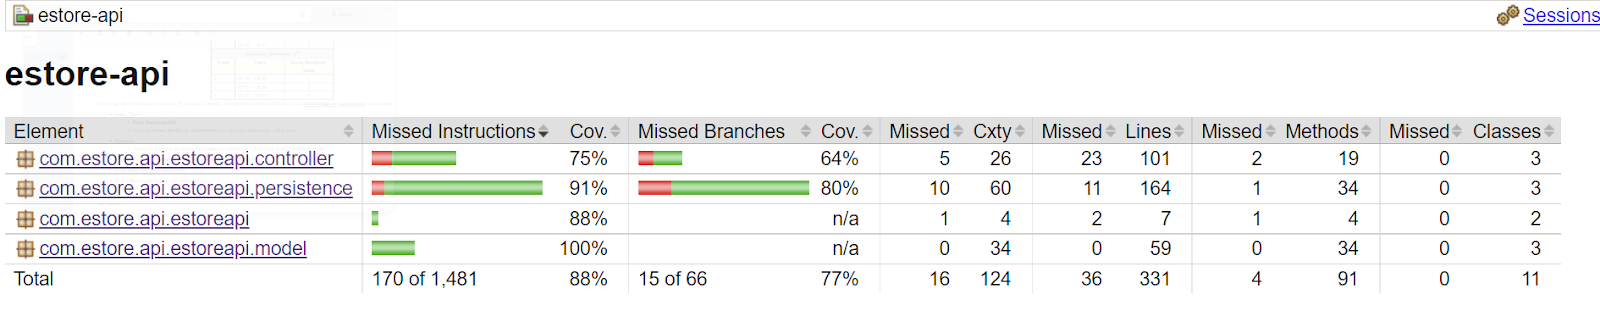 estore-api Sessions
estore-api
Element Missed Instructions Cov. Missed Branches Cov. Missed Cxty Missed Lines Missed Methods Missed Classes
com.estore.api.estoreapi.controller 75% 64% 5 26 23 101 2 19 0 3
com.estore.api.estoreapi.persistence 91% 80% 10 60 11 164 1 34 0 3
com.estore.api.estoreapi 88% n/a 1 4 2 7 1 4 0 2
com.estore.api.estoreapi.model 100% n/a 0 34 0 59 0 34 0 3
Total 170 of 1,481 88% 15 of 66 77% 16 124 36 331 4 91 0 11